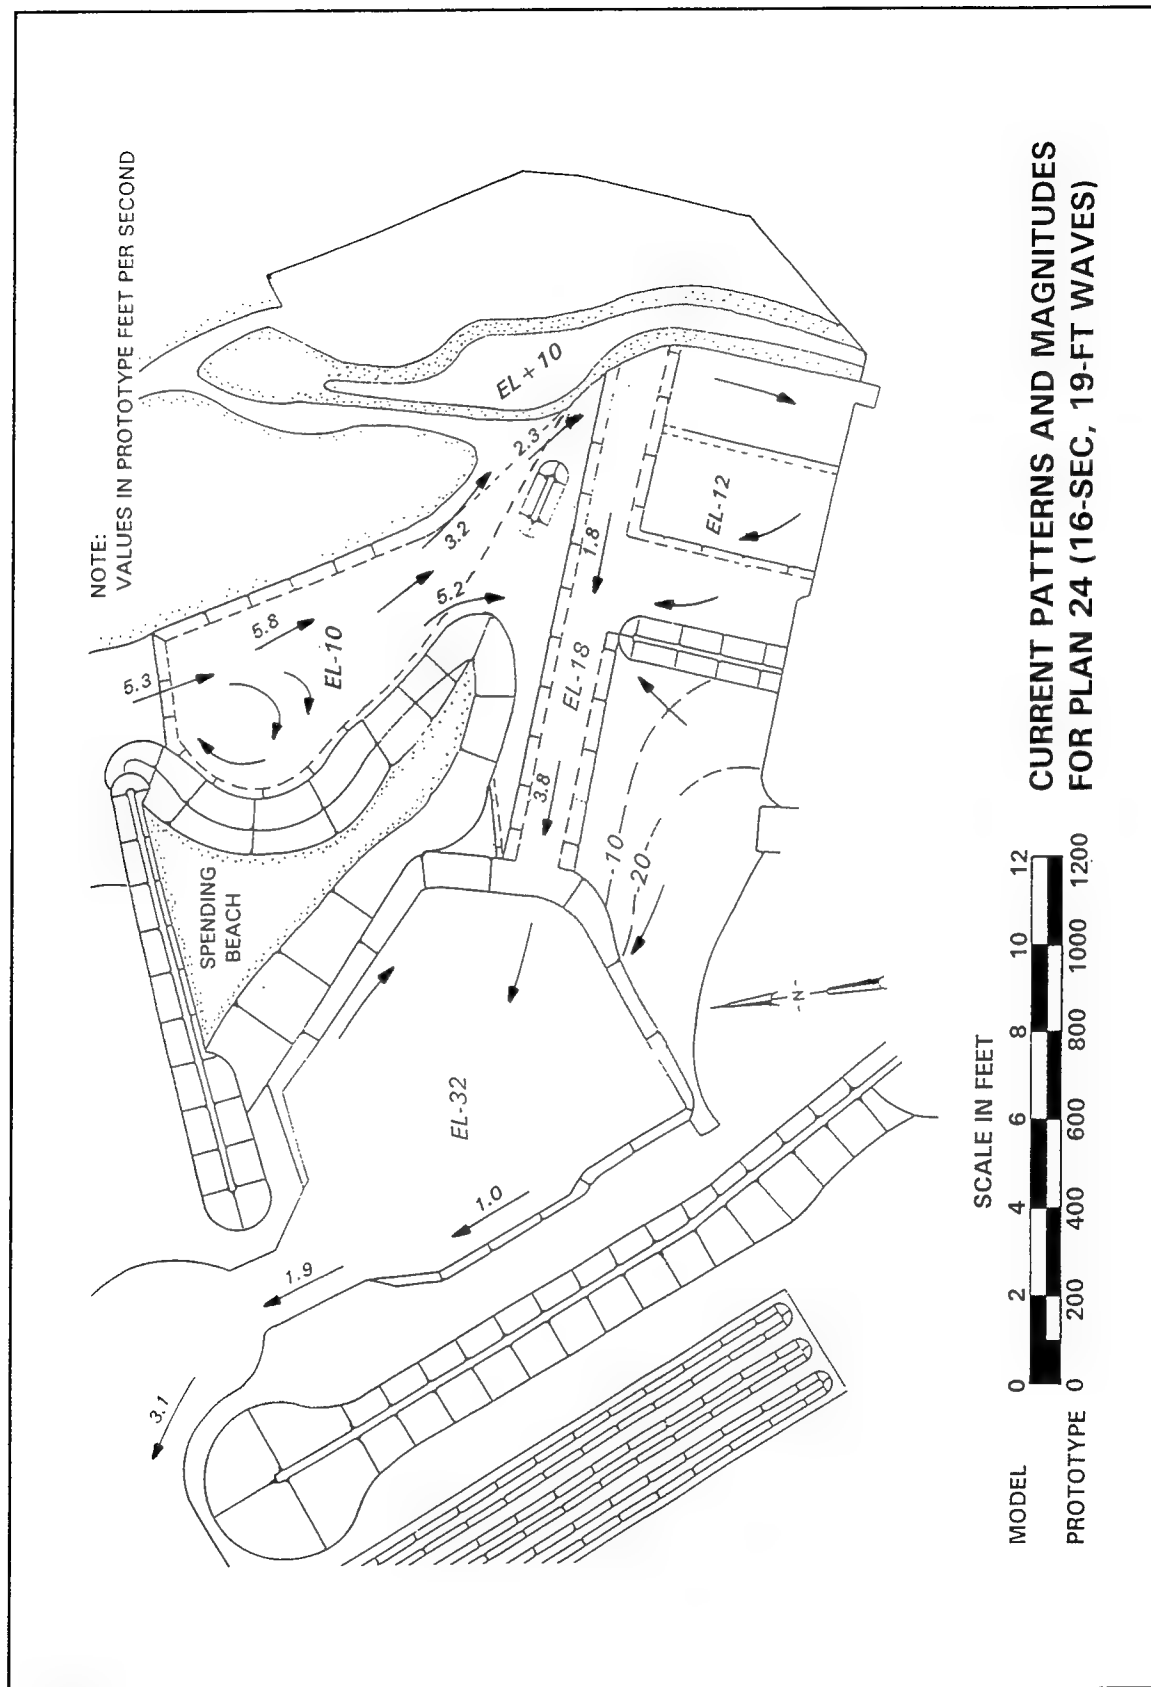 NOTE:
VALUES IN PROTOTYPE FEET PER SECOND
5.3
5.8
EL-10
3.2
5.2
2.3
EL+10
SPENDING
BEACH
1.8
EL-18
3.8
EL-12
-10
-20
EL-32
1.0
1.9
3.1
-N-
SCALE IN FEET
MODEL 0 2 4 6 8 10 12
PROTOTYPE 0 200 400 600 800 1000 1200
CURRENT PATTERNS AND MAGNITUDES
FOR PLAN 24 (16-SEC, 19-FT WAVES)